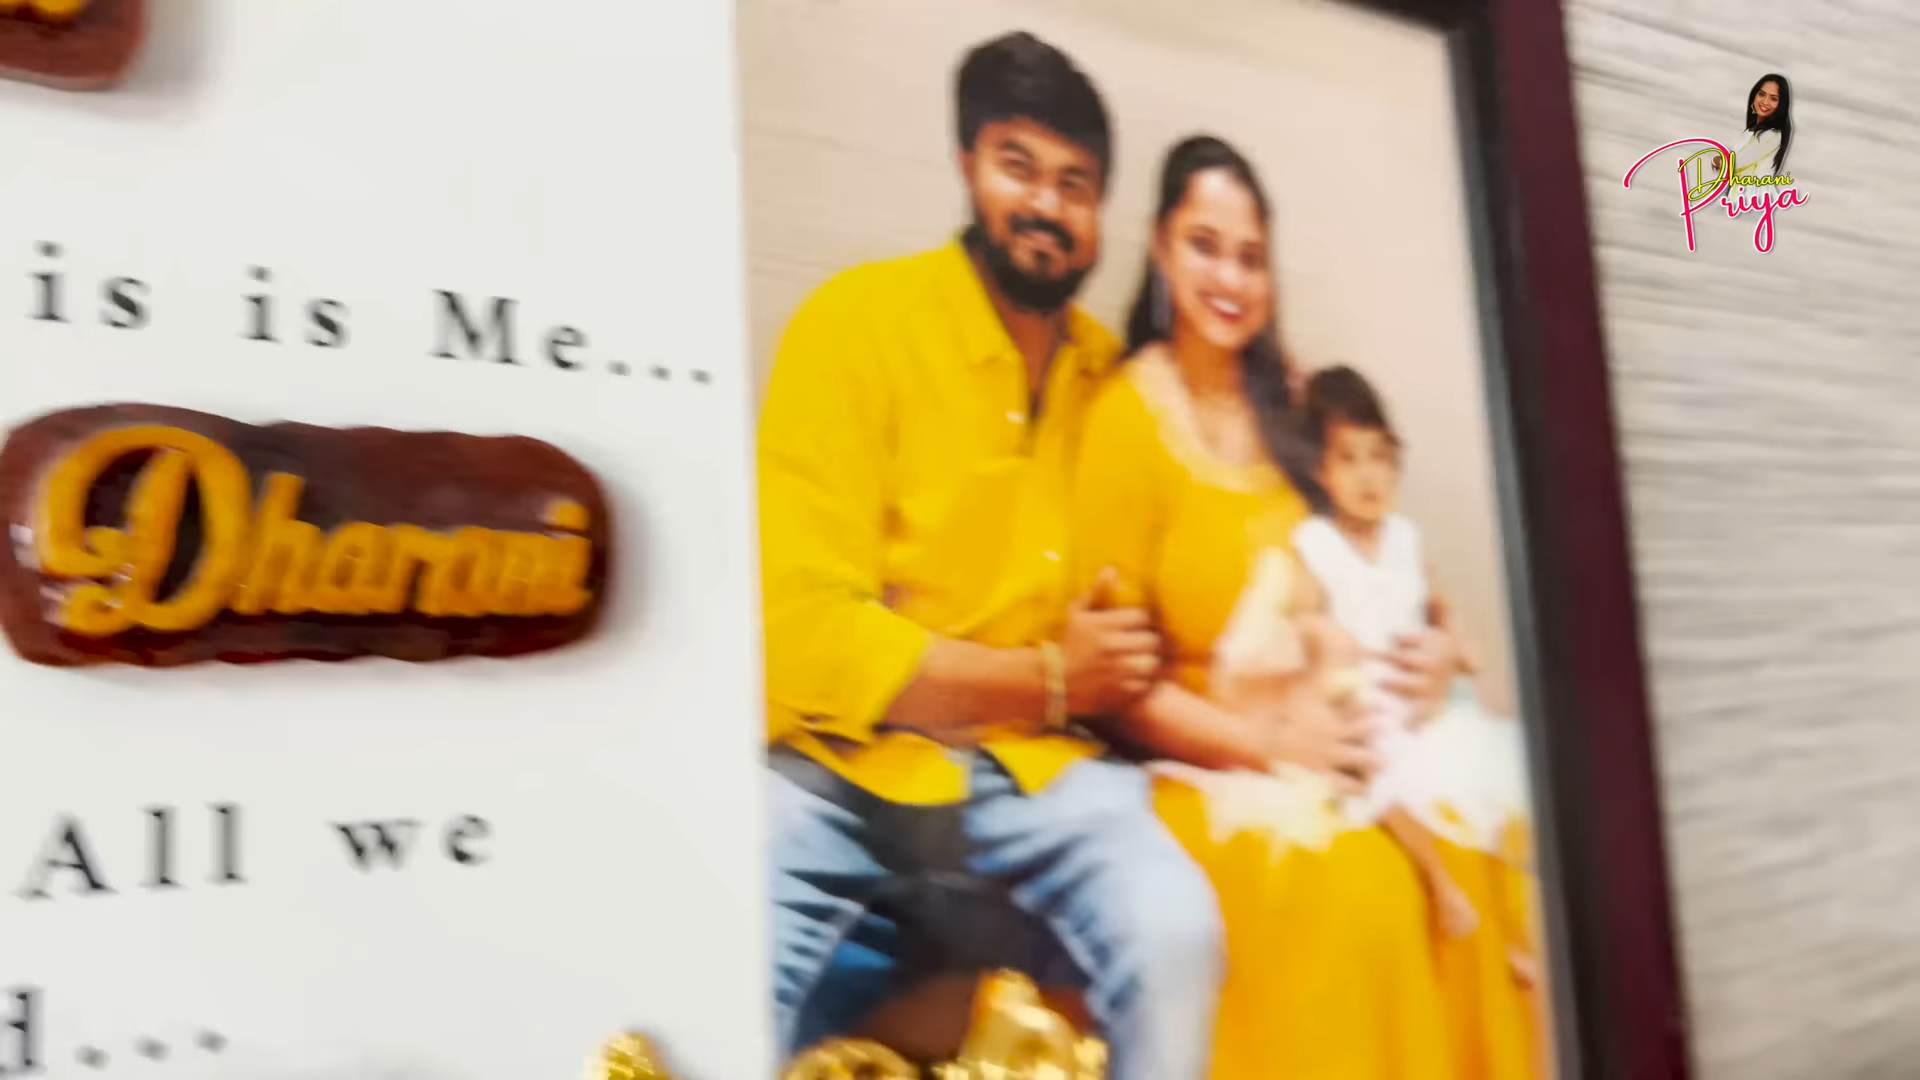 is is Me...
Dharani
All we
d...
Dharani
Priya